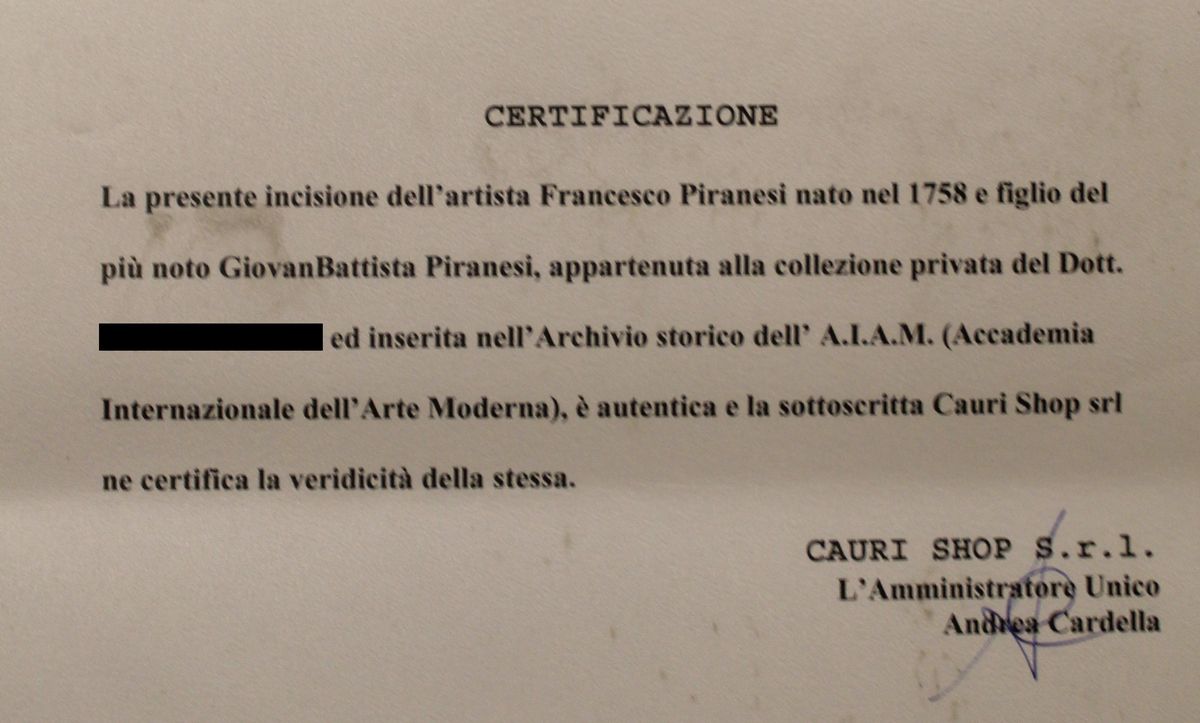 CERTIFICAZIONE
La presente incisione dell’artista Francesco Piranesi nato nel 1758 e figlio del
più noto GiovanBattista Piranesi, appartenuta alla collezione privata del Dott.
ed inserita nell’Archivio storico dell’ A.I.A.M. (Accademia
Internazionale dell’Arte Moderna), è autentica e la sottoscritta Cauri Shop srl
ne certifica la veridicità della stessa.
CAURI SHOP S.r.l.
L’Amministratore Unico
Andrea Cardella